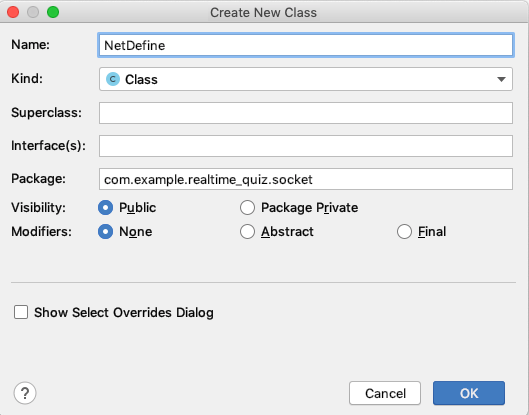 Create New Class
Name: NetDefine
Kind: C Class
Superclass:
Interface(s):
Package: com.example.realtime_quiz.socket
Visibility: Public Package Private
Modifiers: None Abstract Final
Show Select Overrides Dialog
? Cancel OK